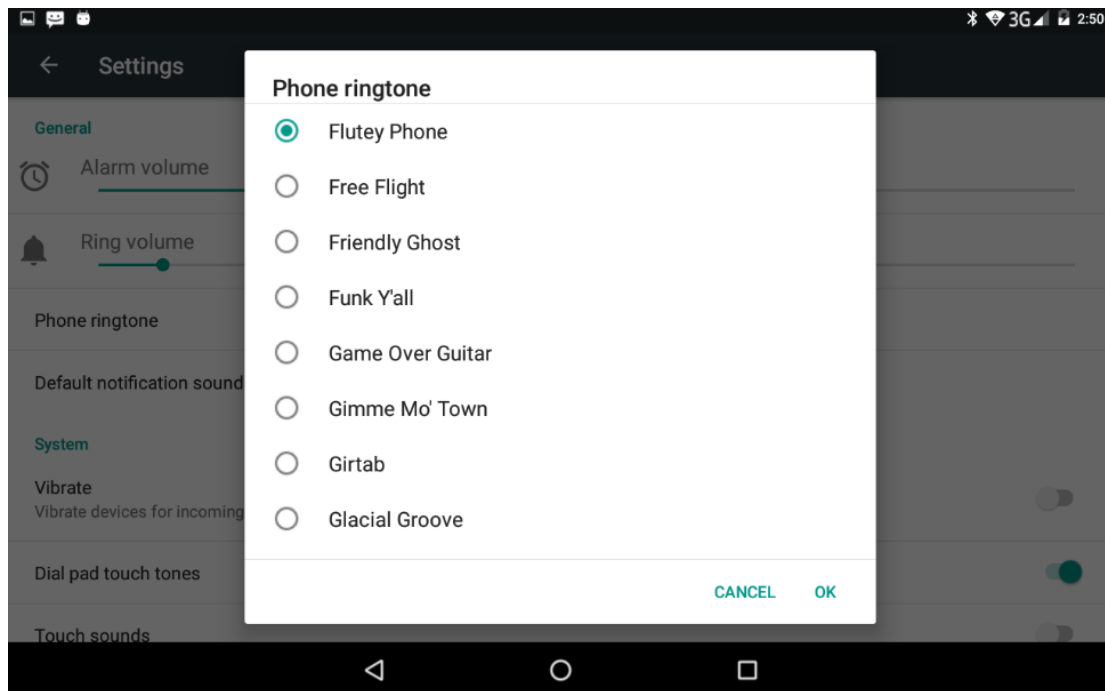 3G 2:50
Settings
Phone ringtone
General
Flutey Phone
Alarm volume
Free Flight
Ring volume
Friendly Ghost
Funk Y'all
Phone ringtone
Game Over Guitar
Default notification sound
Gimme Mo' Town
System
Girtab
Vibrate
Vibrate devices for incoming
Glacial Groove
Dial pad touch tones
CANCEL OK
Touch sounds